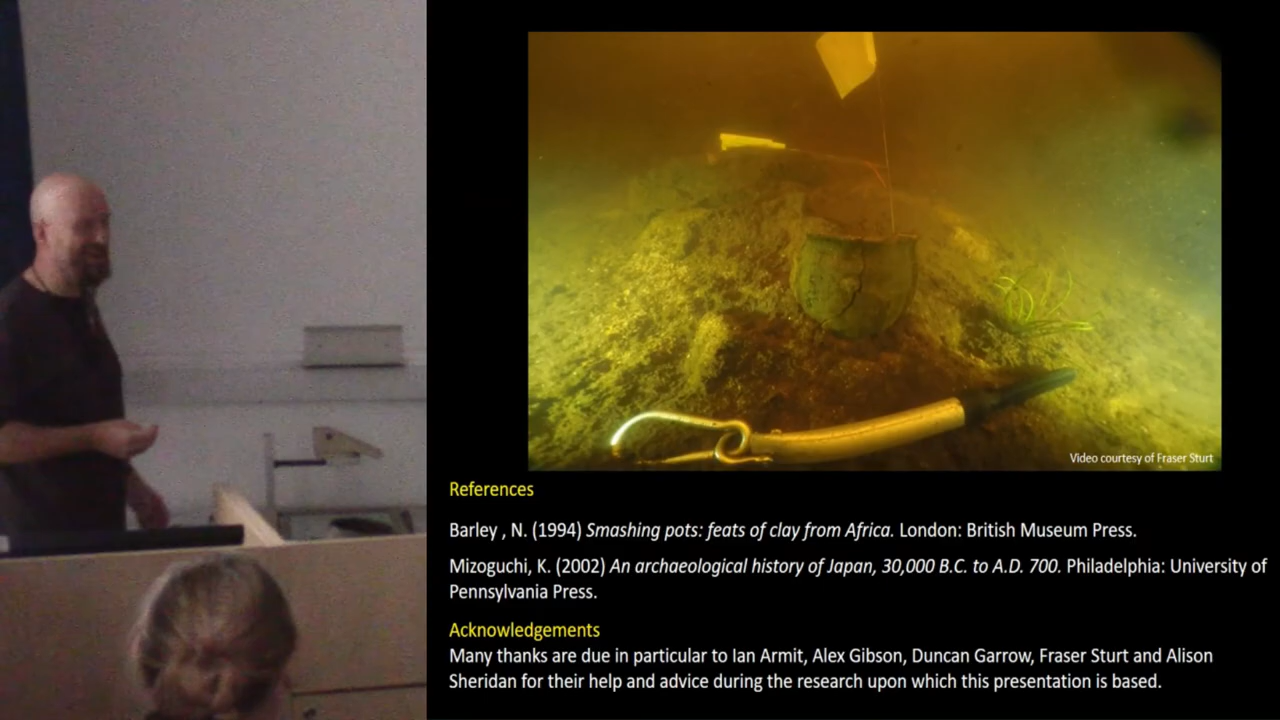 Video courtesy of Fraser Sturt
References
Barley , N. (1994) Smashing pots: feats of clay from Africa. London: British Museum Press.
Mizoguchi, K. (2002) An archaeological history of Japan, 30,000 B.C. to A.D. 700. Philadelphia: University of
Pennsylvania Press.
Acknowledgements
Many thanks are due in particular to Ian Armit, Alex Gibson, Duncan Garrow, Fraser Sturt and Alison
Sheridan for their help and advice during the research upon which this presentation is based.